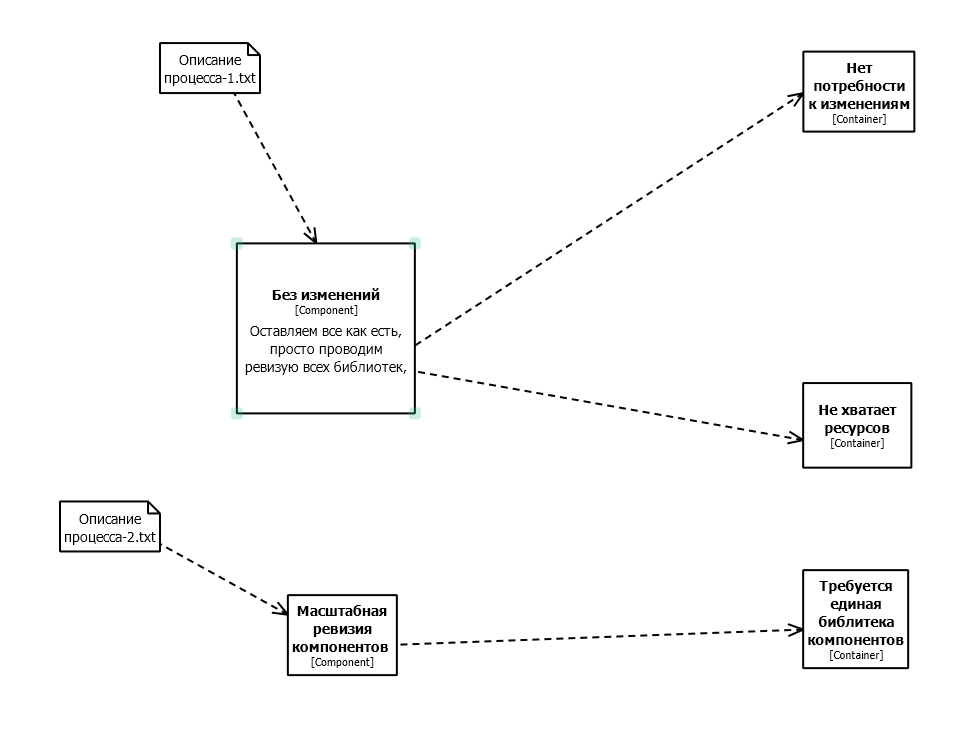 Описание
процесса-1.txt
Нет
потребности
к изменениям
[Container]
Без изменений
[Component]
Оставляем все как есть,
просто проводим
ревизую всех библиотек,
Не хватает
ресурсов
[Container]
Описание
процесса-2.txt
Масштабная
ревизия
компонентов
[Component]
Требуется
единая
библитека
компонентов
[Container]